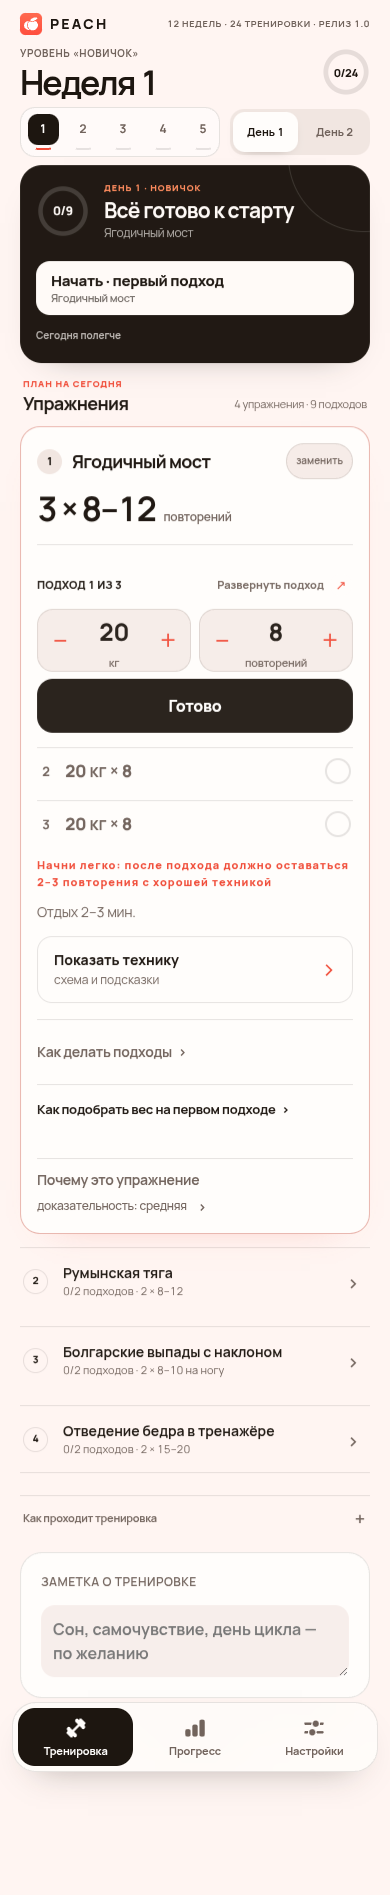 PEACH
12 НЕДЕЛЬ · 24 ТРЕНИРОВКИ · РЕЛИЗ 1.0
УРОВЕНЬ «НОВИЧОК»
Неделя 1
0/24
1 2 3 4 5
День 1 День 2
ДЕНЬ 1 · НОВИЧОК
0/9
Всё готово к старту
Ягодичный мост
Начать · первый подход
Ягодичный мост
Сегодня полегче
ПЛАН НА СЕГОДНЯ
Упражнения
4 упражнения · 9 подходов
1 Ягодичный мост
заменить
3 × 8–12 повторений
ПОДХОД 1 ИЗ 3
Развернуть подход ↗
− 20 +
кг
− 8 +
повторений
Готово
2 20 кг × 8
3 20 кг × 8
Начни легко: после подхода должно оставаться
2–3 повторения с хорошей техникой
Отдых 2–3 мин.
Показать технику
схема и подсказки
Как делать подходы ›
Как подобрать вес на первом подходе ›
Почему это упражнение
доказательность: средняя ›
2 Румынская тяга
0/2 подходов · 2 × 8–12
3 Болгарские выпады с наклоном
0/2 подходов · 2 × 8–10 на ногу
4 Отведение бедра в тренажёре
0/2 подходов · 2 × 15–20
Как проходит тренировка +
ЗАМЕТКА О ТРЕНИРОВКЕ
Сон, самочувствие, день цикла —
по желанию
Тренировка Прогресс Настройки